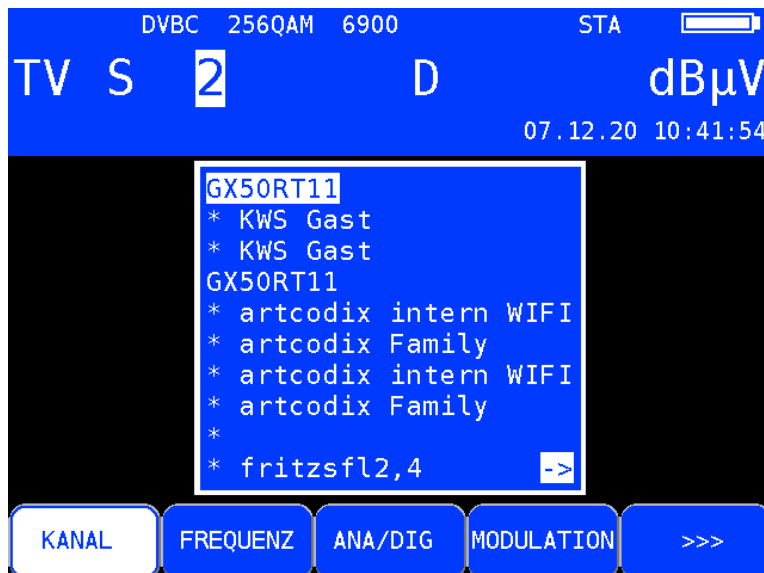 DVBC 256QAM 6900 STA
TV S 2 D dBµV
07.12.20 10:41:54
GX50RT11
* KWS Gast
* KWS Gast
GX50RT11
* artcodix intern WIFI
* artcodix Family
* artcodix intern WIFI
* artcodix Family
*
* fritzsfl2,4 ->
KANAL FREQUENZ ANA/DIG MODULATION >>>